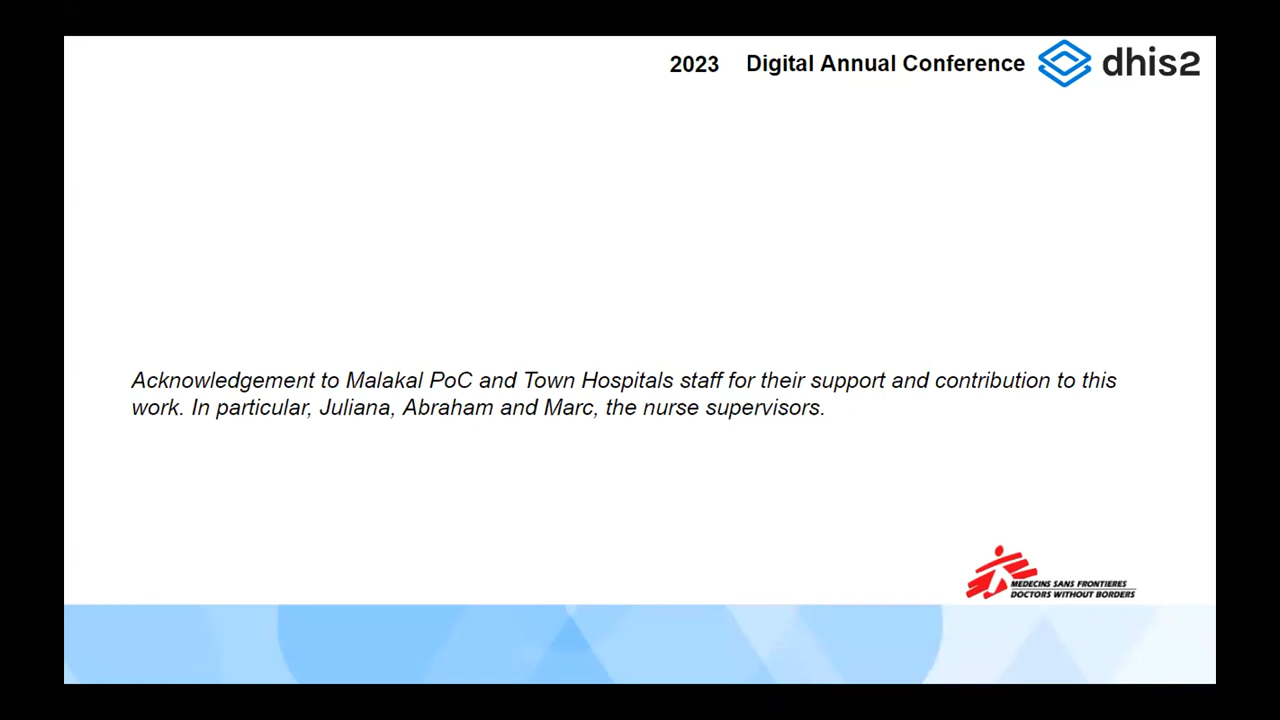 2023 Digital Annual Conference dhis2
Acknowledgement to Malakal PoC and Town Hospitals staff for their support and contribution to this
work. In particular, Juliana, Abraham and Marc, the nurse supervisors.
MEDECINS SANS FRONTIERES
DOCTORS WITHOUT BORDERS